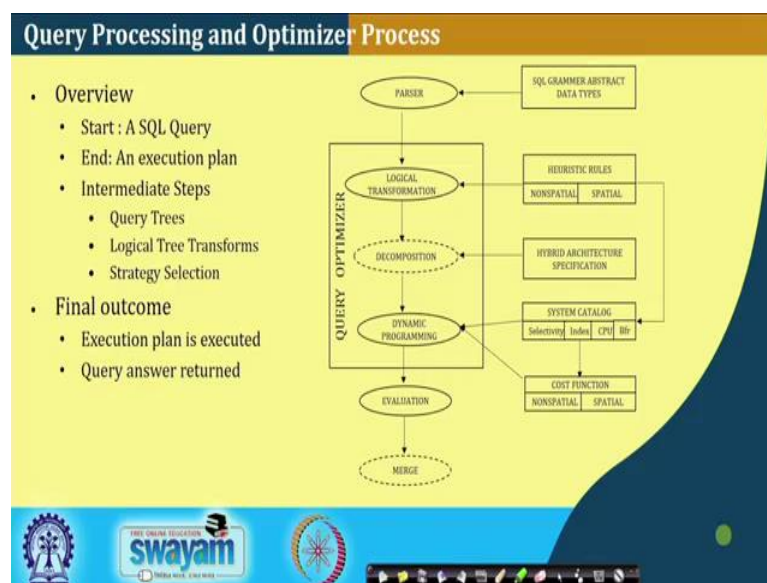 Query Processing and Optimizer Process
• Overview
• Start : A SQL Query
• End: An execution plan
• Intermediate Steps
• Query Trees
• Logical Tree Transforms
• Strategy Selection
• Final outcome
• Execution plan is executed
• Query answer returned
PARSER
SQL GRAMMER ABSTRACT
DATA TYPES
QUERY OPTIMIZER
LOGICAL
TRANSFORMATION
HEURISTIC RULES
NONSPATIAL SPATIAL
DECOMPOSITION
HYBRID ARCHITECTURE
SPECIFICATION
DYNAMIC
PROGRAMMING
SYSTEM CATALOG
Selectivity Index CPU Bfr
COST FUNCTION
NONSPATIAL SPATIAL
EVALUATION
MERGE
FREE ONLINE EDUCATION
swayam